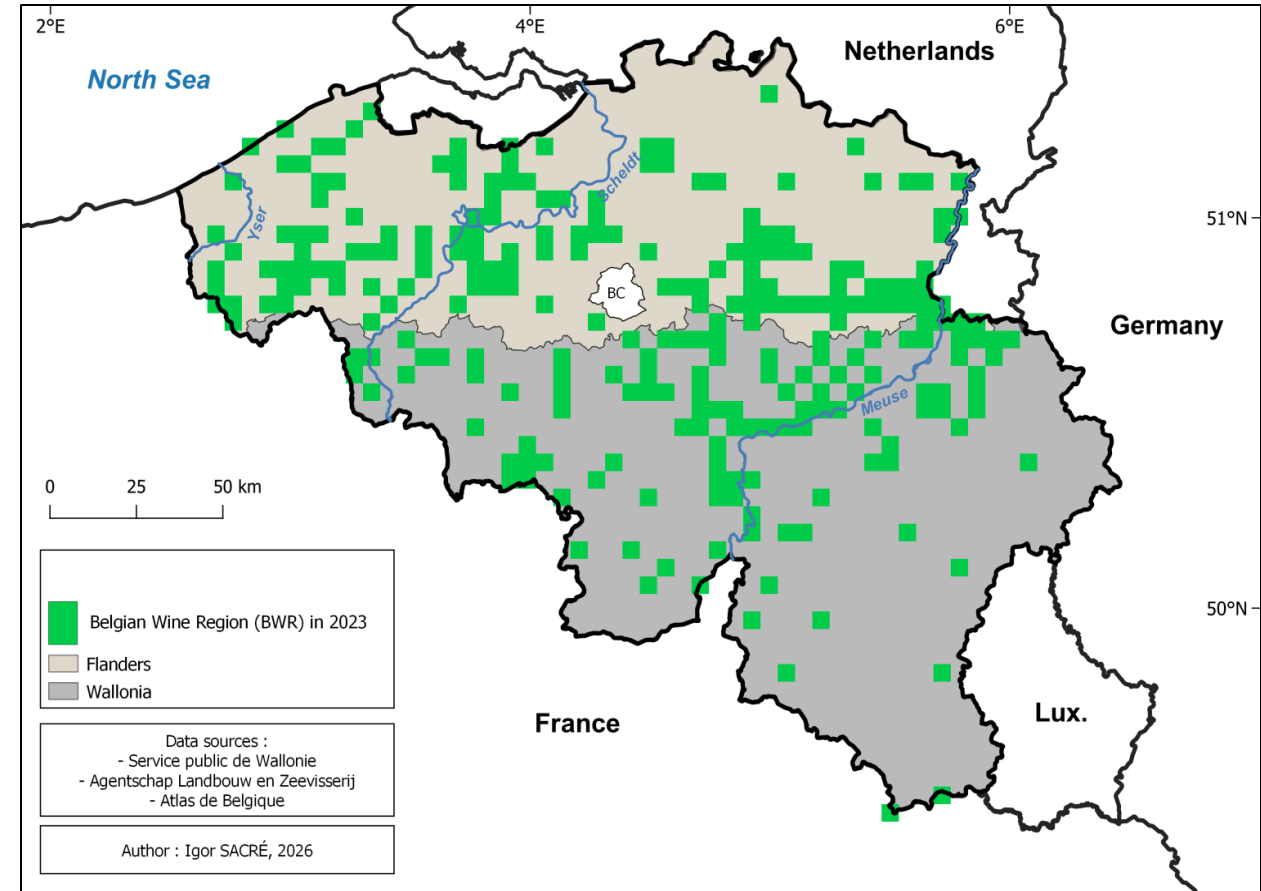 2°E
4°E
6°E
North Sea
Netherlands
Scheldt
Yser
51°N
BC
Germany
Meuse
0 25 50 km
Belgian Wine Region (BWR) in 2023
Flanders
Wallonia
50°N
France
Lux.
Data sources :
- Service public de Wallonie
- Agentschap Landbouw en Zeevisserij
- Atlas de Belgique
Author : Igor SACRÉ, 2026